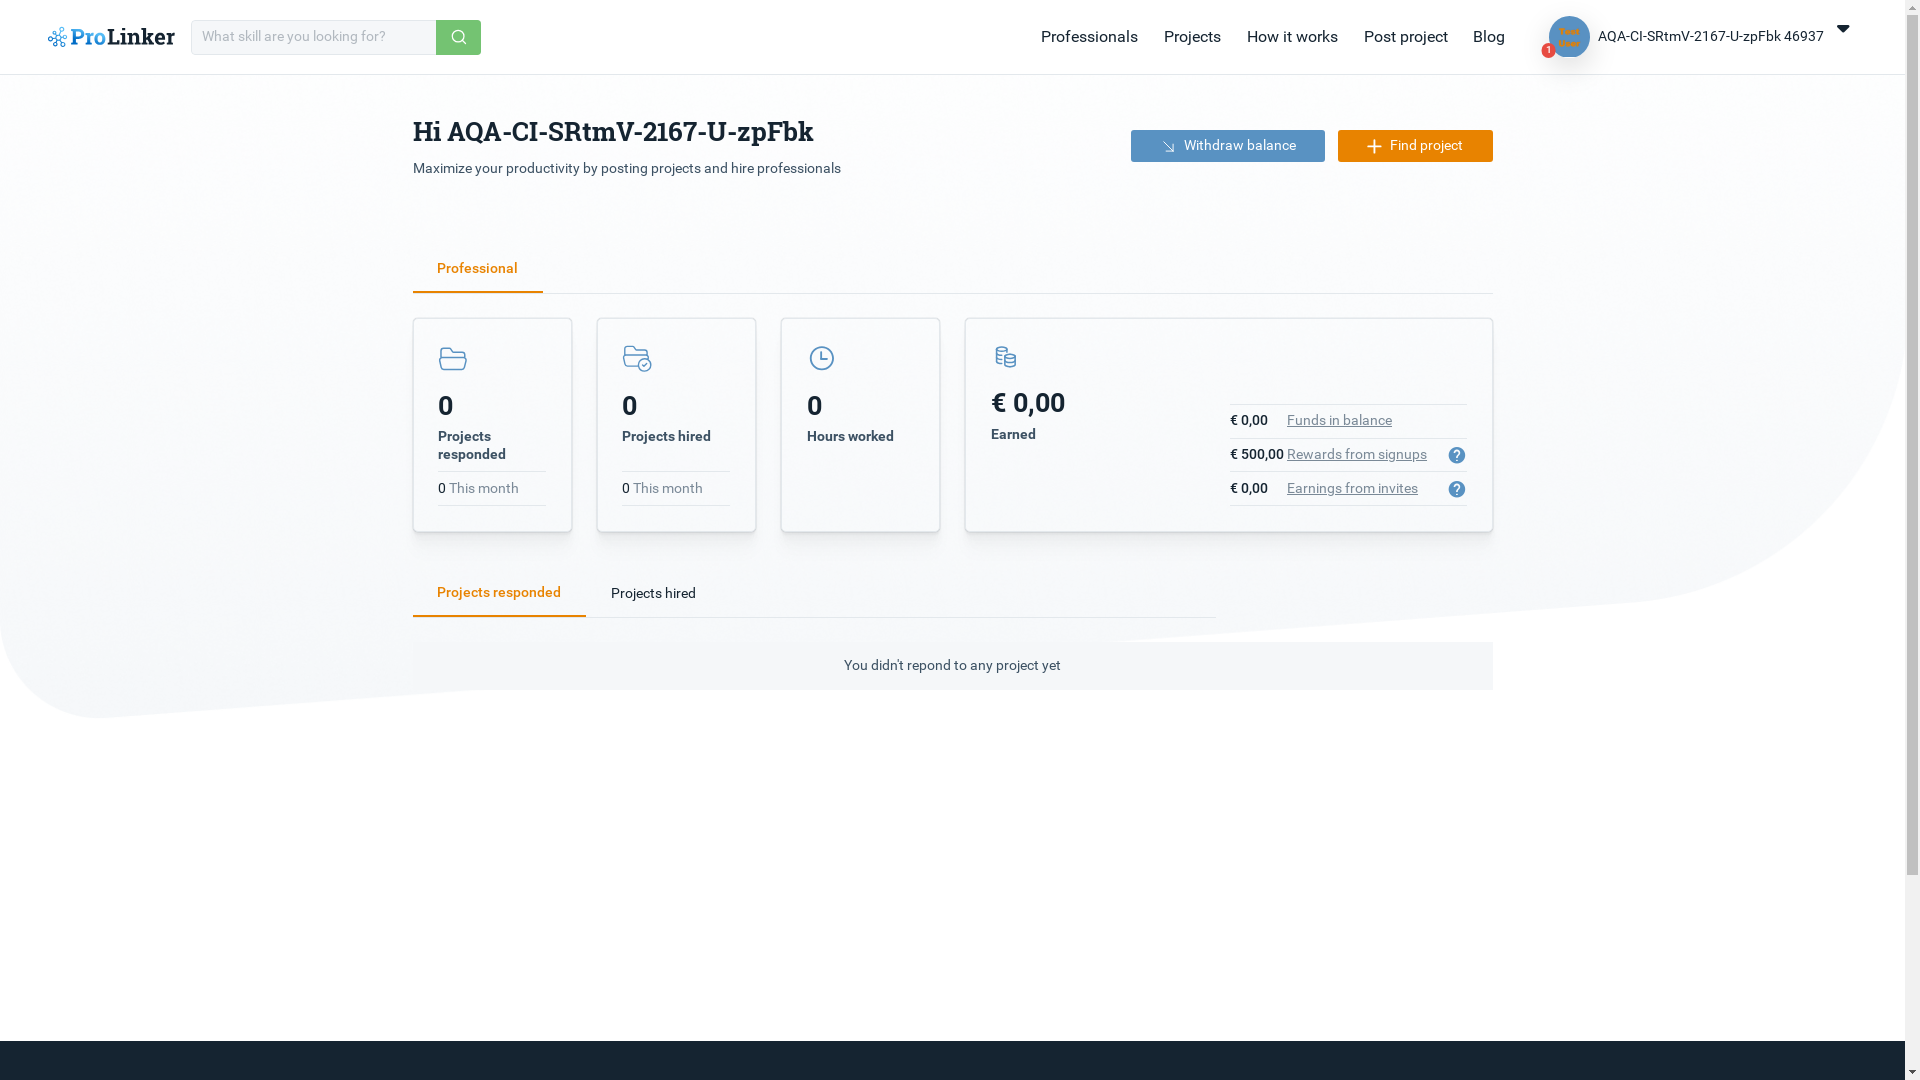 ProLinker
What skill are you looking for?
Professionals
Projects
How it works
Post project
Blog
Test
User
1
AQA-CI-SRtmV-2167-U-zpFbk 46937
Hi AQA-CI-SRtmV-2167-U-zpFbk
Maximize your productivity by posting projects and hire professionals
Withdraw balance
Find project
Professional
0
Projects
responded
0 This month
0
Projects hired
0 This month
0
Hours worked
€ 0,00
Earned
€ 0,00 Funds in balance
€ 500,00 Rewards from signups ?
€ 0,00 Earnings from invites ?
Projects responded
Projects hired
You didn't repond to any project yet